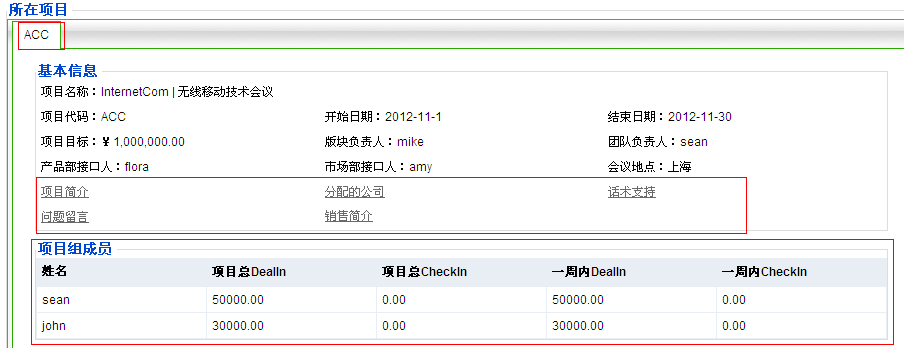 所在项目
ACC
基本信息
项目名称：InternetCom | 无线移动技术会议
项目代码：ACC 开始日期：2012-11-1 结束日期：2012-11-30
项目目标：￥1,000,000.00 版块负责人：mike 团队负责人：sean
产品部接口人：flora 市场部接口人：amy 会议地点：上海
项目简介 分配的公司 话术支持
问题留言 销售简介
项目组成员
姓名 项目总DealIn 项目总CheckIn 一周内DealIn 一周内CheckIn
sean 50000.00 0.00 50000.00 0.00
john 30000.00 0.00 30000.00 0.00